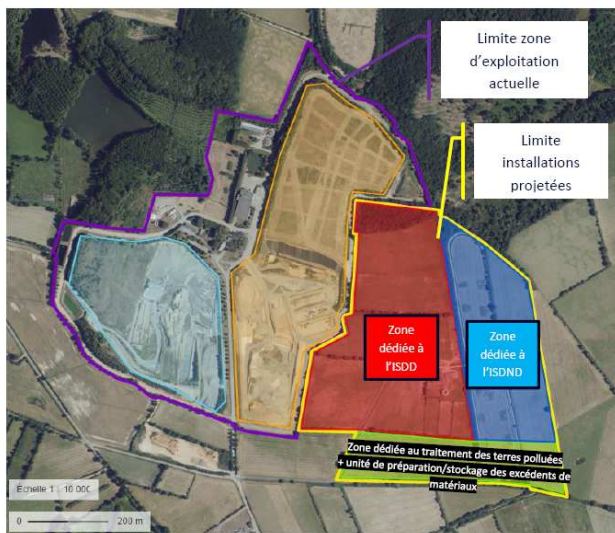 Limite zone
d'exploitation
actuelle
Limite
installations
projetées
Zone
dédiée à
l'ISDD
Zone
dédiée à
l'ISDND
Zone dédiée au traitement des terres polluées
+ unité de préparation/stockage des excédents de
matériaux
Échelle 1 : 10 000
0 200 m